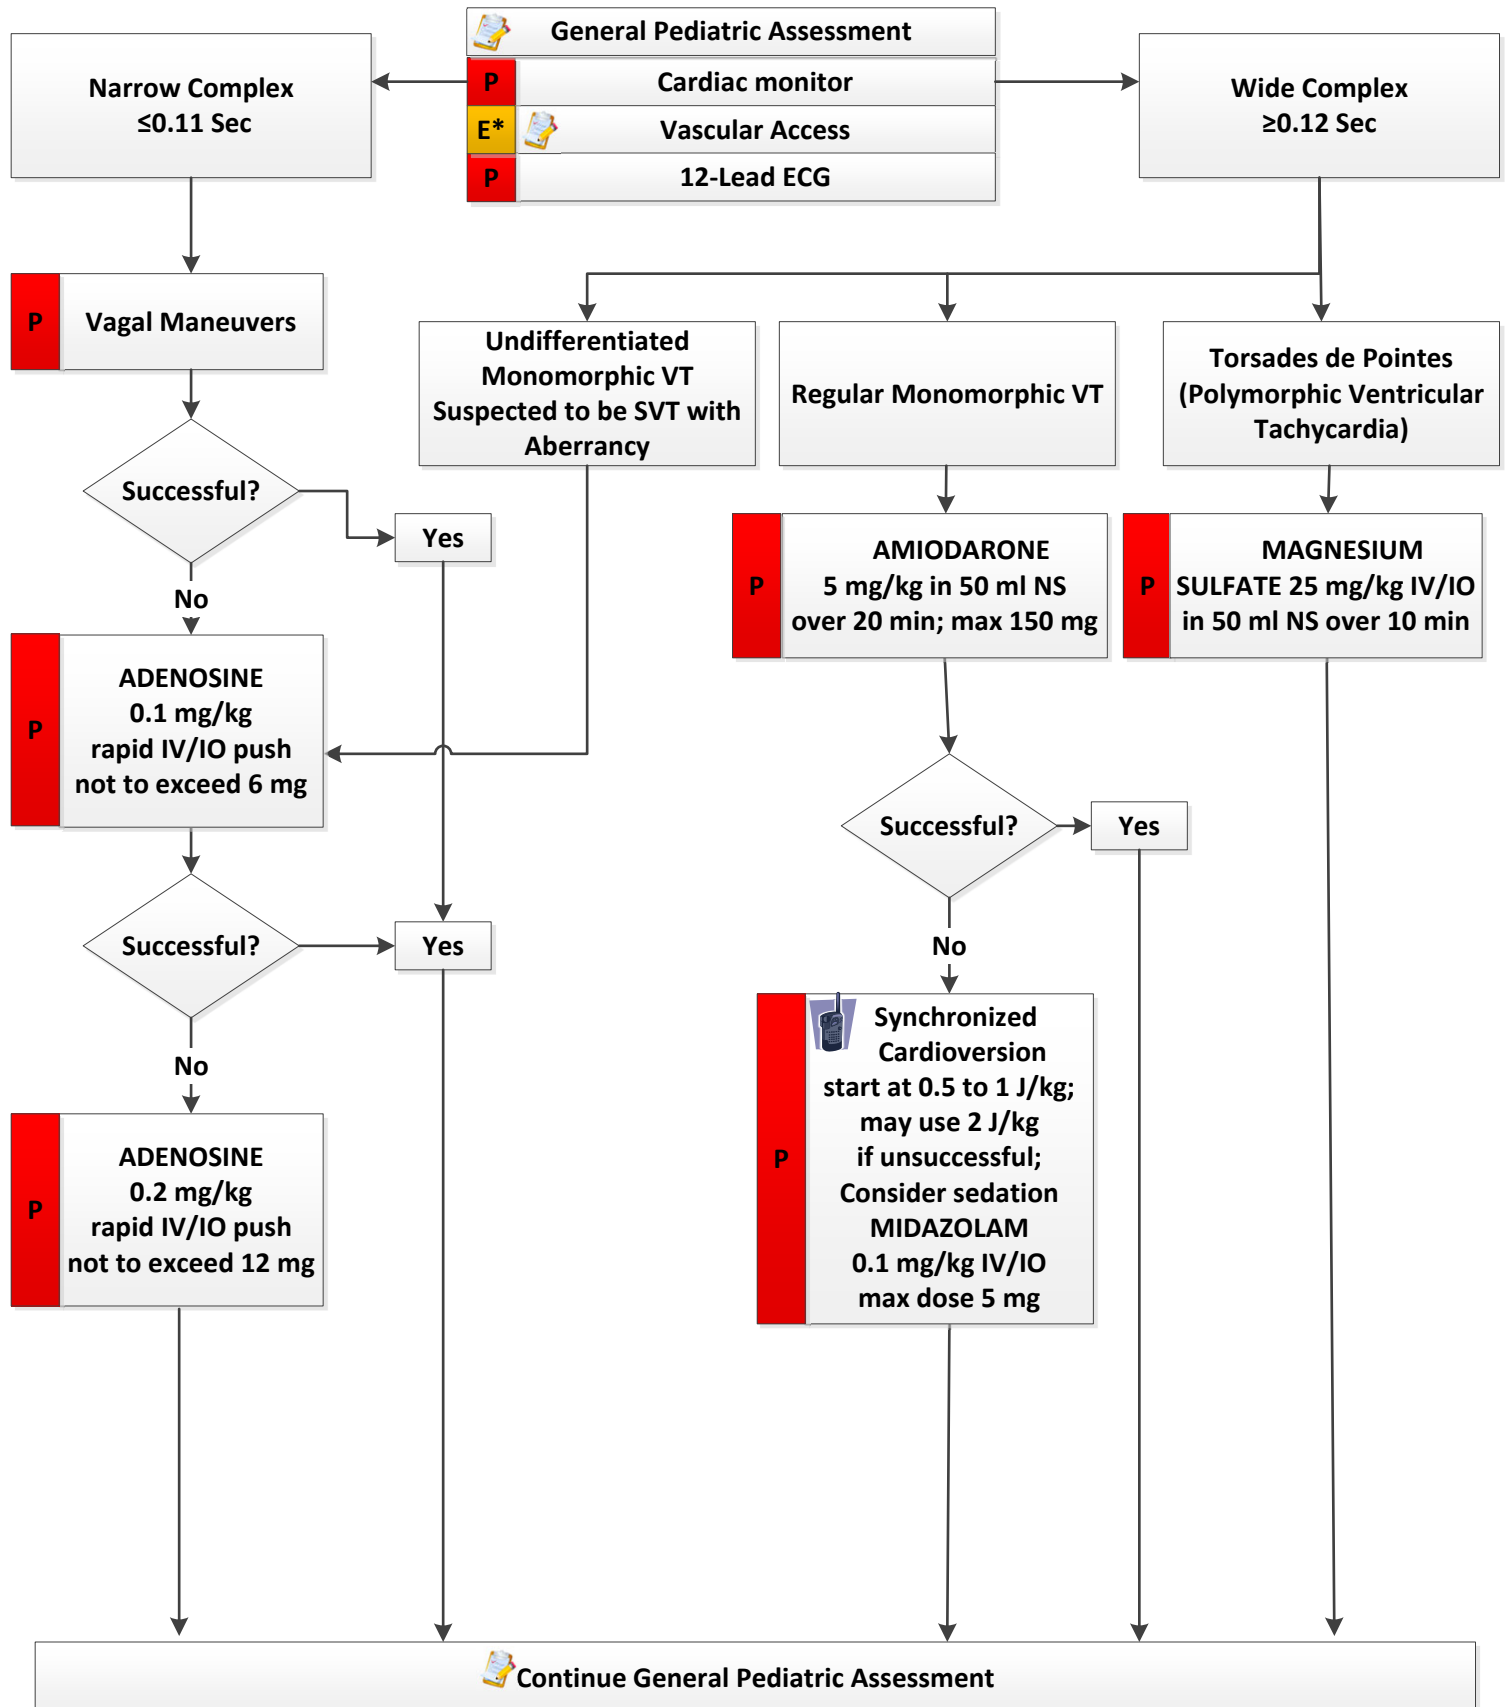 General Pediatric Assessment
P
Cardiac monitor
E*
Vascular Access
P
12-Lead ECG
Narrow Complex
≤0.11 Sec
Wide Complex
≥0.12 Sec
P
Vagal Maneuvers
Successful?
Yes
No
P
ADENOSINE
0.1 mg/kg
rapid IV/IO push
not to exceed 6 mg
Successful?
Yes
No
P
ADENOSINE
0.2 mg/kg
rapid IV/IO push
not to exceed 12 mg
Undifferentiated
Monomorphic VT
Suspected to be SVT with
Aberrancy
Regular Monomorphic VT
P
AMIODARONE
5 mg/kg in 50 ml NS
over 20 min; max 150 mg
Successful?
Yes
No
P
Synchronized
Cardioversion
start at 0.5 to 1 J/kg;
may use 2 J/kg
if unsuccessful;
Consider sedation
MIDAZOLAM
0.1 mg/kg IV/IO
max dose 5 mg
Torsades de Pointes
(Polymorphic Ventricular
Tachycardia)
P
MAGNESIUM
SULFATE 25 mg/kg IV/IO
in 50 ml NS over 10 min
Continue General Pediatric Assessment